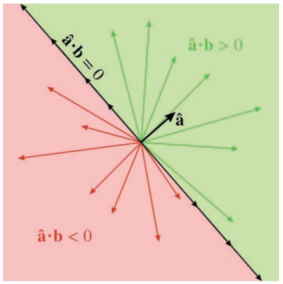 â·b = 0
â·b > 0
â
â·b < 0